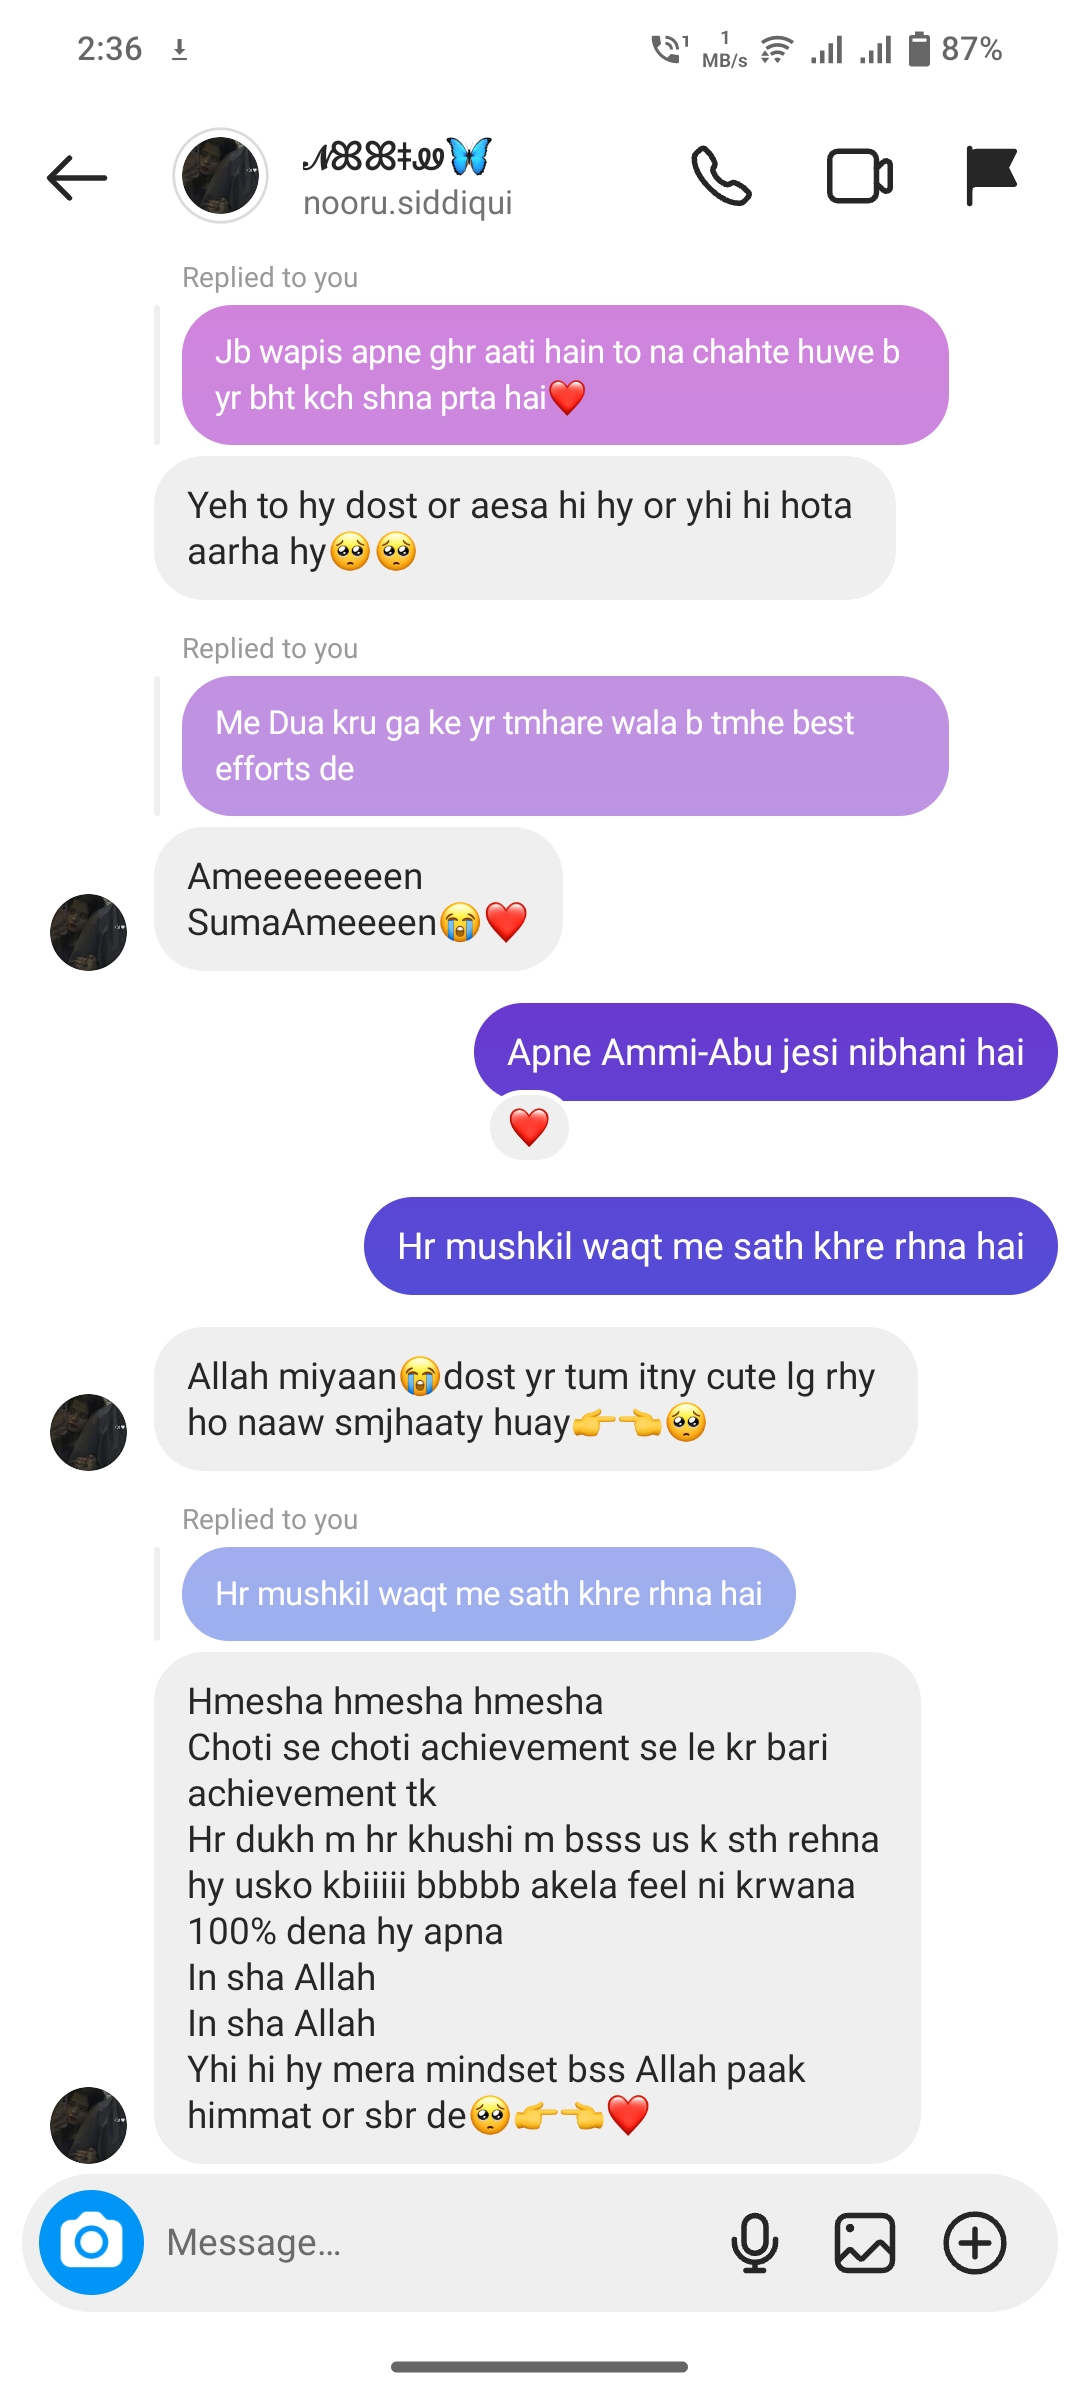 2:36
1
1
MB/s
87%
nooru.siddiqui
Replied to you
Jb wapis apne ghr aati hain to na chahte huwe b
yr bht kch shna prta hai❤️
Yeh to hy dost or aesa hi hy or yhi hi hota
aarha hy🥺🥺
Replied to you
Me Dua kru ga ke yr tmhare wala b tmhe best
efforts de
Ameeeeeeeen
SumaAmeeeen😭❤️
Apne Ammi-Abu jesi nibhani hai
❤️
Hr mushkil waqt me sath khre rhna hai
Allah miyaan😭dost yr tum itny cute lg rhy
ho naaw smjhaaty huay👉👈🥺
Replied to you
Hr mushkil waqt me sath khre rhna hai
Hmesha hmesha hmesha
Choti se choti achievement se le kr bari
achievement tk
Hr dukh m hr khushi m bsss us k sth rehna
hy usko kbiiiii bbbbb akela feel ni krwana
100% dena hy apna
In sha Allah
In sha Allah
Yhi hi hy mera mindset bss Allah paak
himmat or sbr de🥺👉👈❤️
Message...